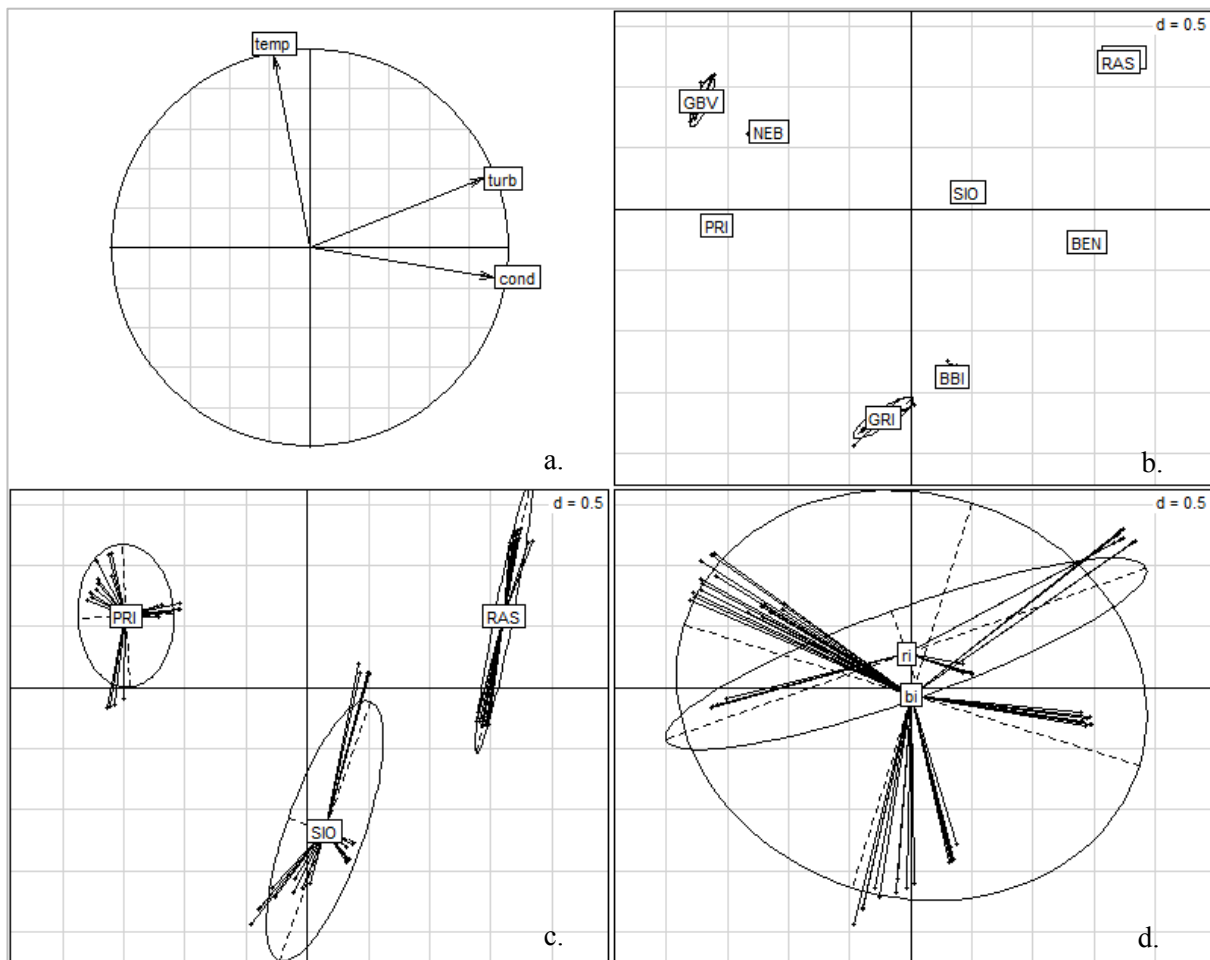 temp
turb
cond
a.
d = 0.5
RAS
GBV
NEB
SIO
PRI
BEN
BBI
GRI
b.
d = 0.5
PRI
RAS
SIO
c.
d = 0.5
ri
bi
d.